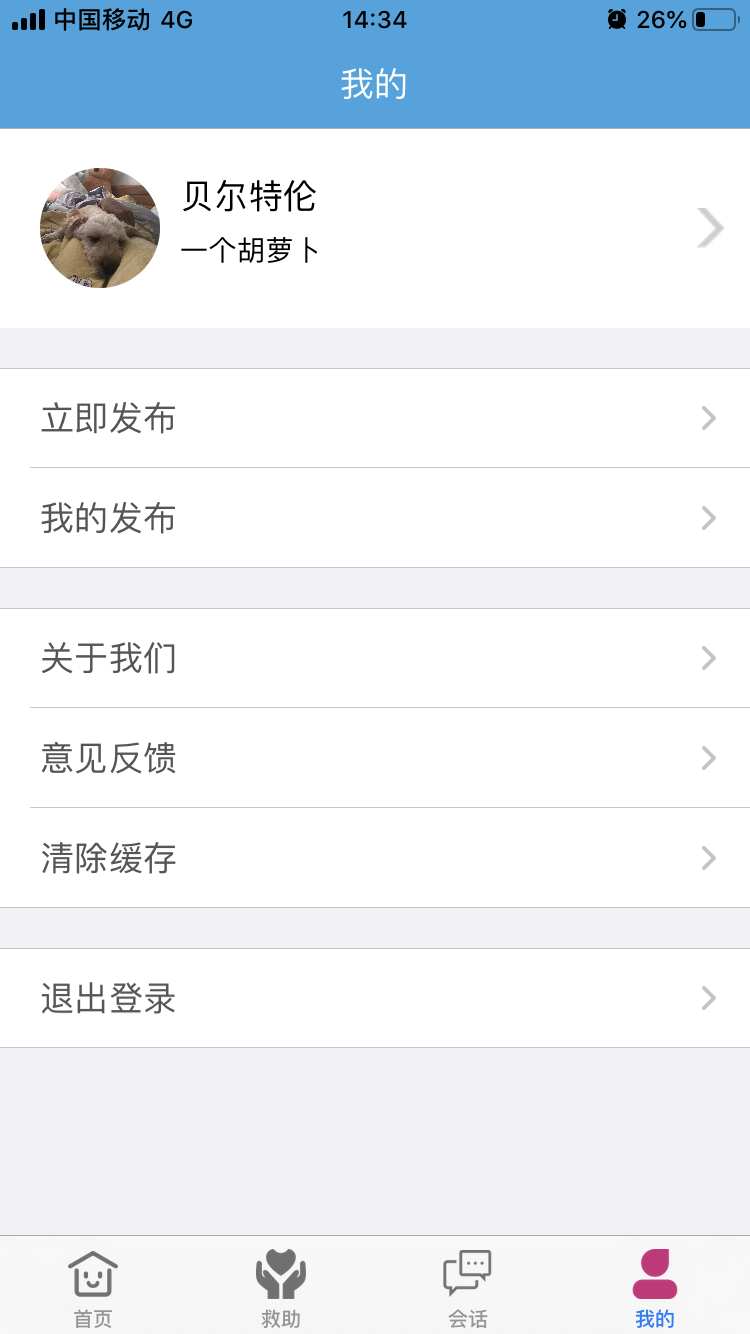 中国移动 4G 14:34 26%
我的
贝尔特伦
一个胡萝卜
立即发布
我的发布
关于我们
意见反馈
清除缓存
退出登录
首页 救助 会话 我的